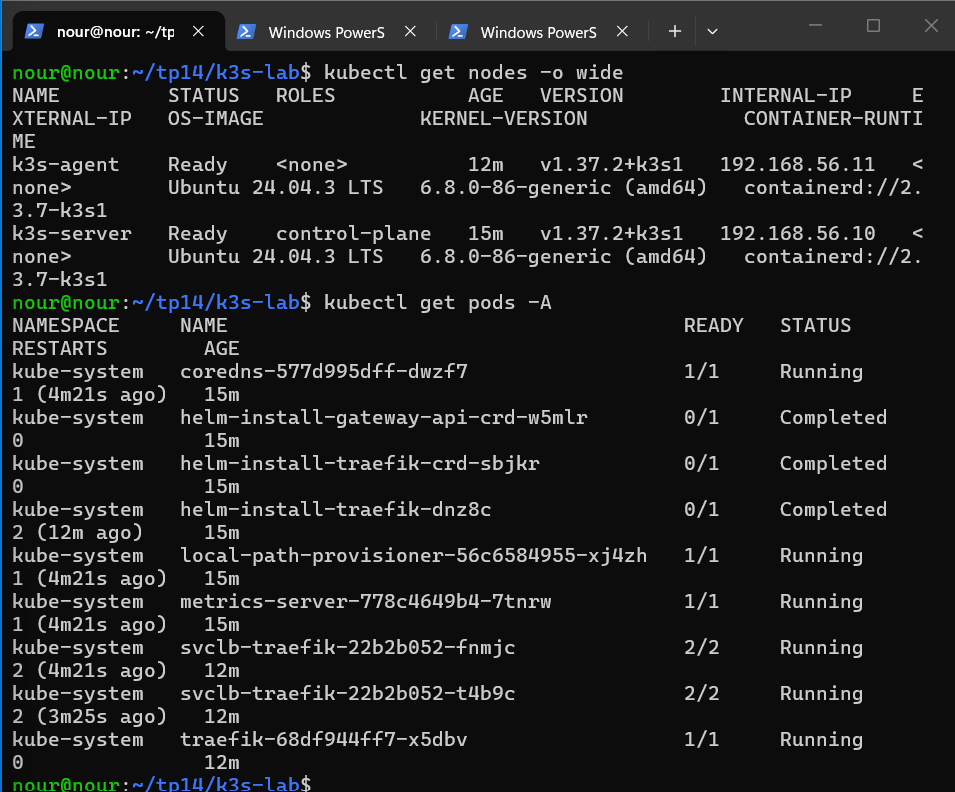 nour@nour: ~/tp
Windows PowerS
Windows PowerS
nour@nour:~/tp14/k3s-lab$ kubectl get nodes -o wide
NAME         STATUS   ROLES           AGE   VERSION        INTERNAL-IP     E
XTERNAL-IP   OS-IMAGE             KERNEL-VERSION             CONTAINER-RUNTI
ME
k3s-agent    Ready    <none>          12m   v1.37.2+k3s1   192.168.56.11   <
none>        Ubuntu 24.04.3 LTS   6.8.0-86-generic (amd64)   containerd://2.
3.7-k3s1
k3s-server   Ready    control-plane   15m   v1.37.2+k3s1   192.168.56.10   <
none>        Ubuntu 24.04.3 LTS   6.8.0-86-generic (amd64)   containerd://2.
3.7-k3s1
nour@nour:~/tp14/k3s-lab$ kubectl get pods -A
NAMESPACE     NAME                                      READY   STATUS
RESTARTS        AGE
kube-system   coredns-577d995dff-dwzf7                  1/1     Running
1 (4m21s ago)   15m
kube-system   helm-install-gateway-api-crd-w5mlr        0/1     Completed
0               15m
kube-system   helm-install-traefik-crd-sbjkr            0/1     Completed
0               15m
kube-system   helm-install-traefik-dnz8c                0/1     Completed
2 (12m ago)     15m
kube-system   local-path-provisioner-56c6584955-xj4zh   1/1     Running
1 (4m21s ago)   15m
kube-system   metrics-server-778c4649b4-7tnrw           1/1     Running
1 (4m21s ago)   15m
kube-system   svclb-traefik-22b2b052-fnmjc              2/2     Running
2 (4m21s ago)   12m
kube-system   svclb-traefik-22b2b052-t4b9c              2/2     Running
2 (3m25s ago)   12m
kube-system   traefik-68df944ff7-x5dbv                  1/1     Running
0               12m
nour@nour:~/tp14/k3s-lab$